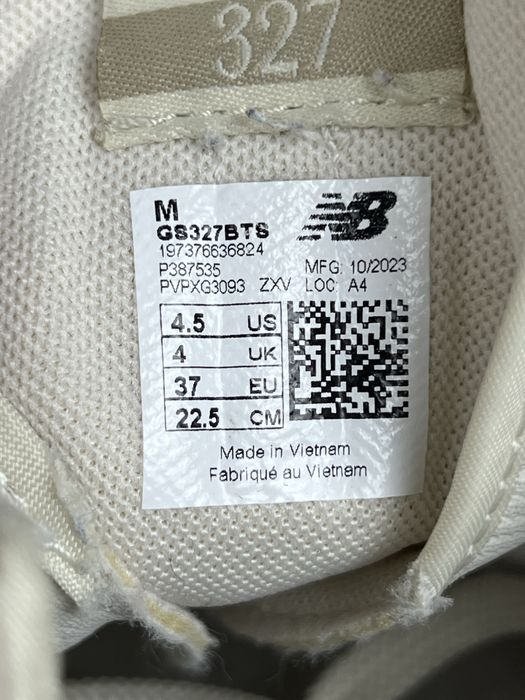 327
M
GS327BTS
197376636824
P387535 MFG: 10/2023
PVPXG3093 ZXV LOC: A4
4.5 US
4 UK
37 EU
22.5 CM
Made in Vietnam
Fabriqué au Vietnam
NB